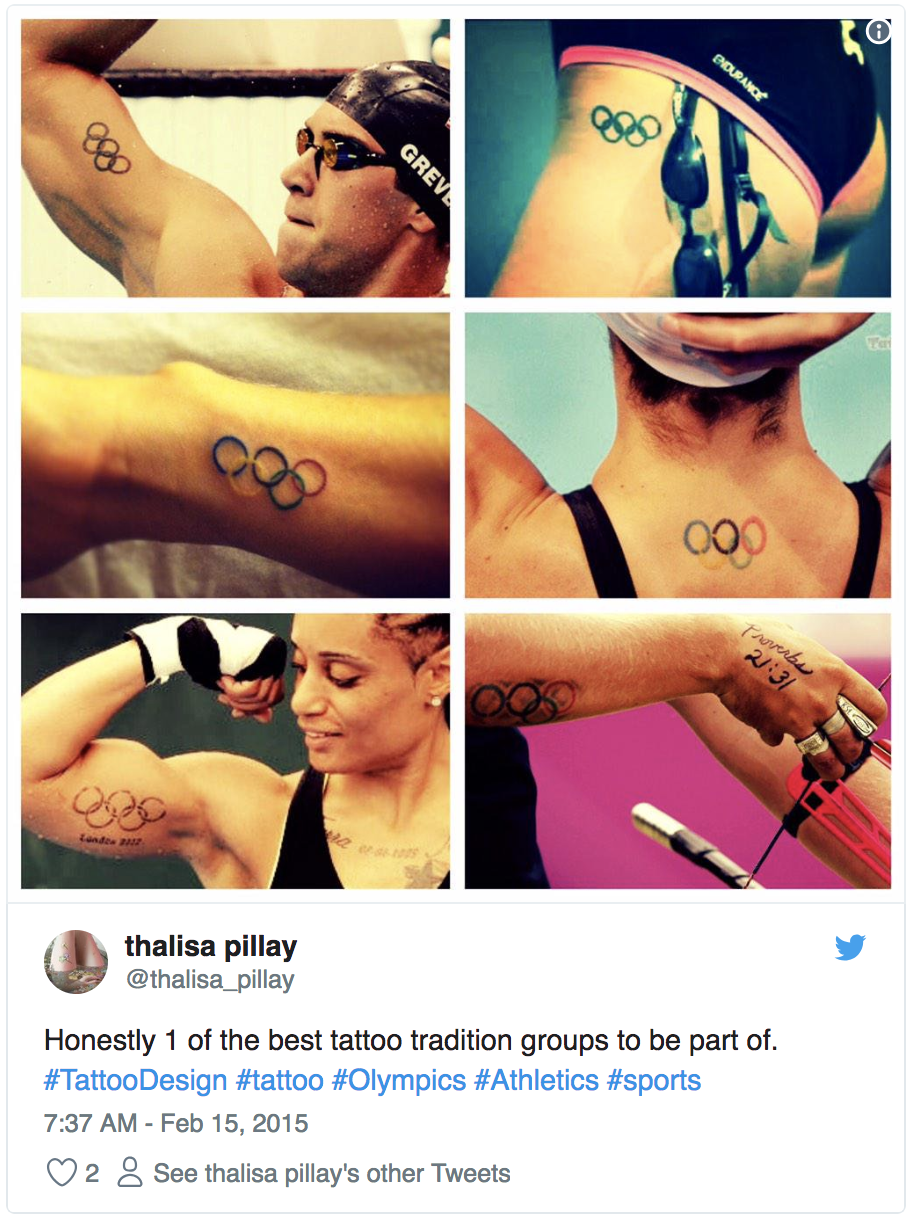 GREVE
ENDURANCE
Tat
London 2012
Proverbs
21:31
thalisa pillay
@thalisa_pillay
Honestly 1 of the best tattoo tradition groups to be part of.
#TattooDesign #tattoo #Olympics #Athletics #sports
7:37 AM - Feb 15, 2015
2 See thalisa pillay's other Tweets